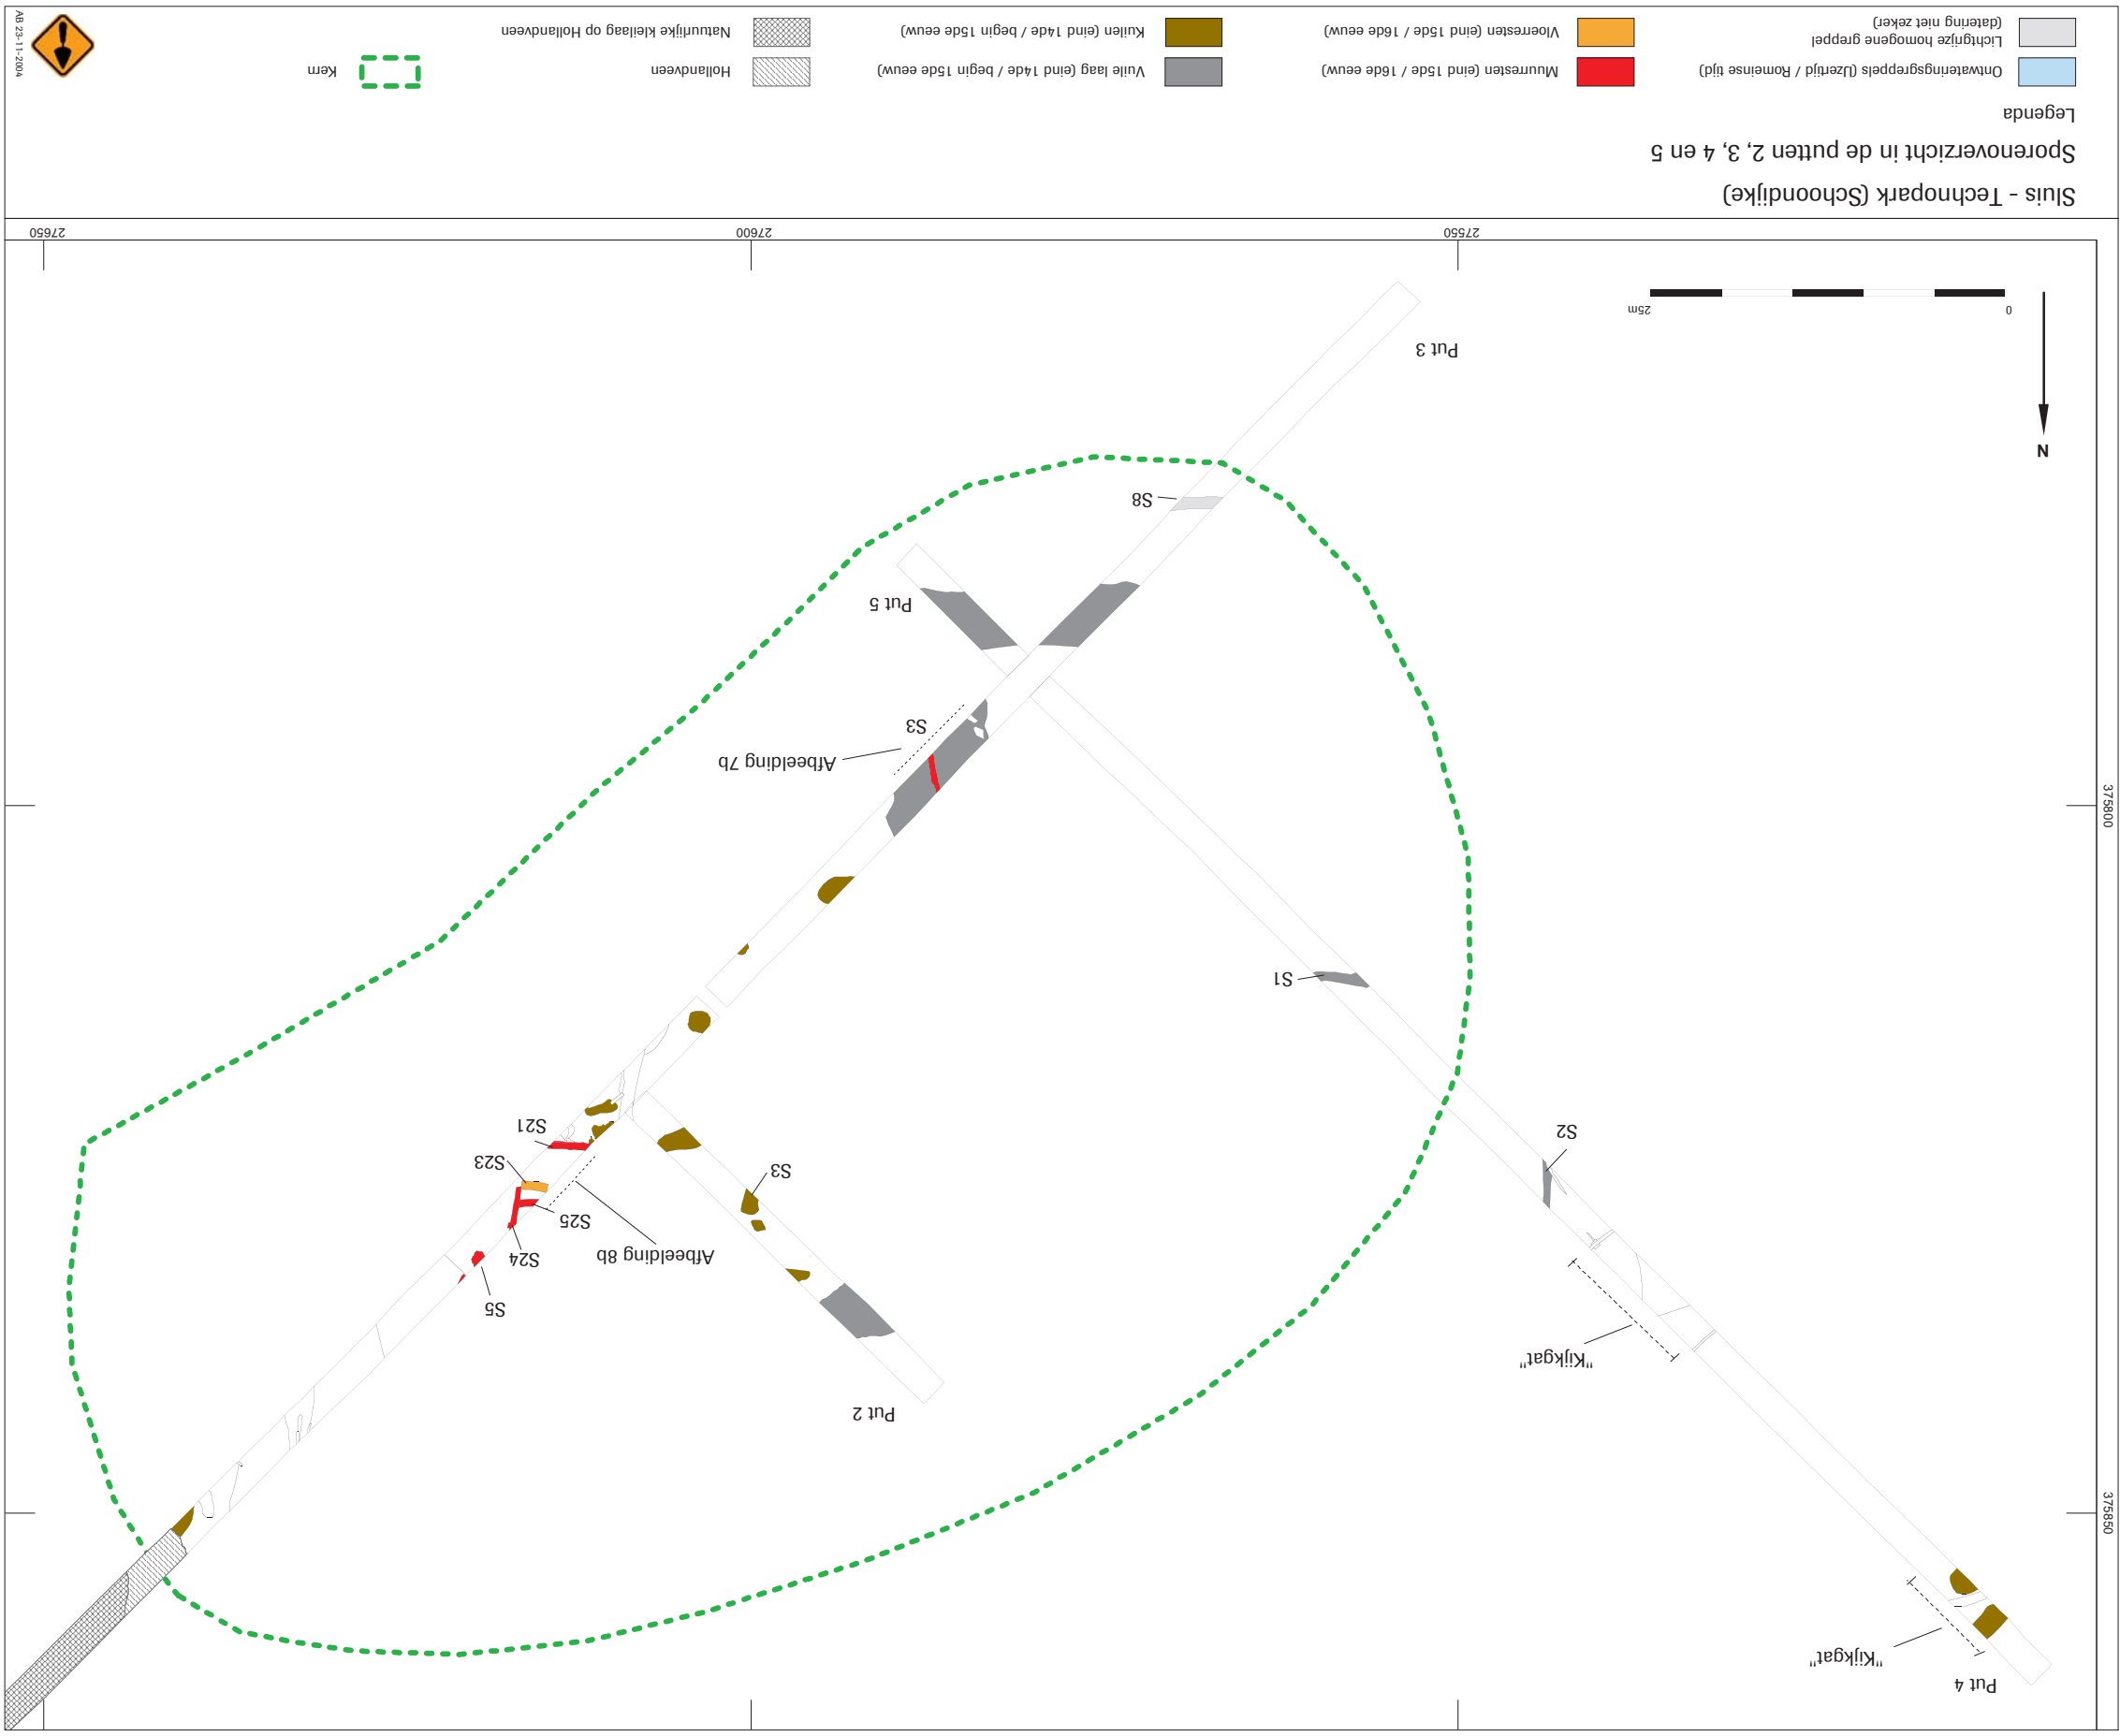 Put 4
"Kijkgat"
375850
Put 2
"Kijkgat"
S5
S24
Afbeelding 8b
S25
S23
S3
S21
S2
S1
375800
Afbeelding 7b
S3
Put 5
S8
Put 3
N
0
25m
27550
27600
27650
Sluis - Technopark (Schoondijke)
Sporenoverzicht in de putten 2, 3, 4 en 5
Legenda
Ontwateringsgreppels (IJzertijd / Romeinse tijd)
Lichtgrijze homogene greppel
(datering niet zeker)
Muurresten (eind 15de / 16de eeuw)
Vloerresten (eind 15de / 16de eeuw)
Vuile laag (eind 14de / begin 15de eeuw)
Kuilen (eind 14de / begin 15de eeuw)
Hollandveen
Natuurlijke kleilaag op Hollandveen
Kern
AB 23-11-2004